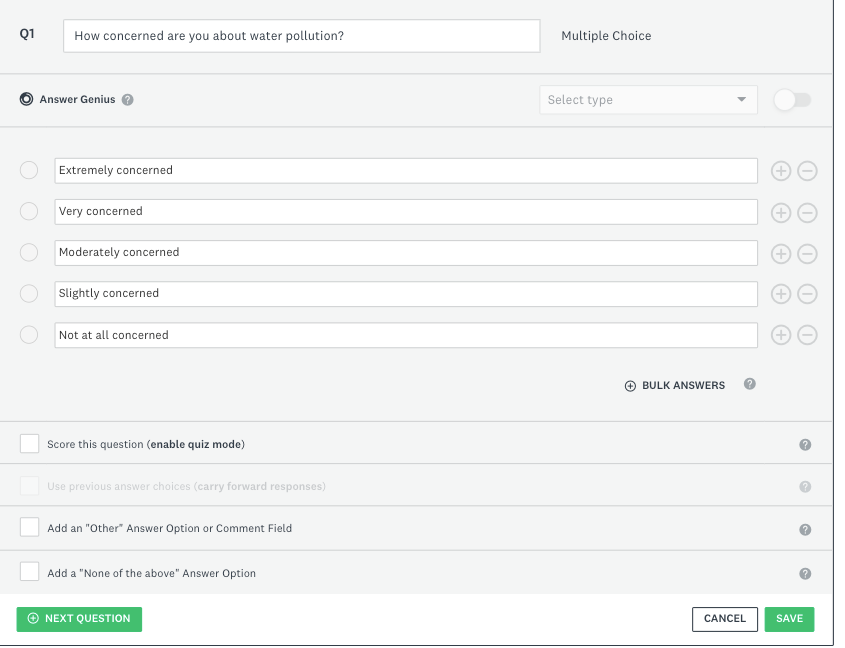 Q1 How concerned are you about water pollution? Multiple Choice
Answer Genius ? Select type
Extremely concerned
Very concerned
Moderately concerned
Slightly concerned
Not at all concerned
BULK ANSWERS ?
Score this question (enable quiz mode) ?
Use previous answer choices (carry forward responses) ?
Add an "Other" Answer Option or Comment Field ?
Add a "None of the above" Answer Option ?
NEXT QUESTION CANCEL SAVE